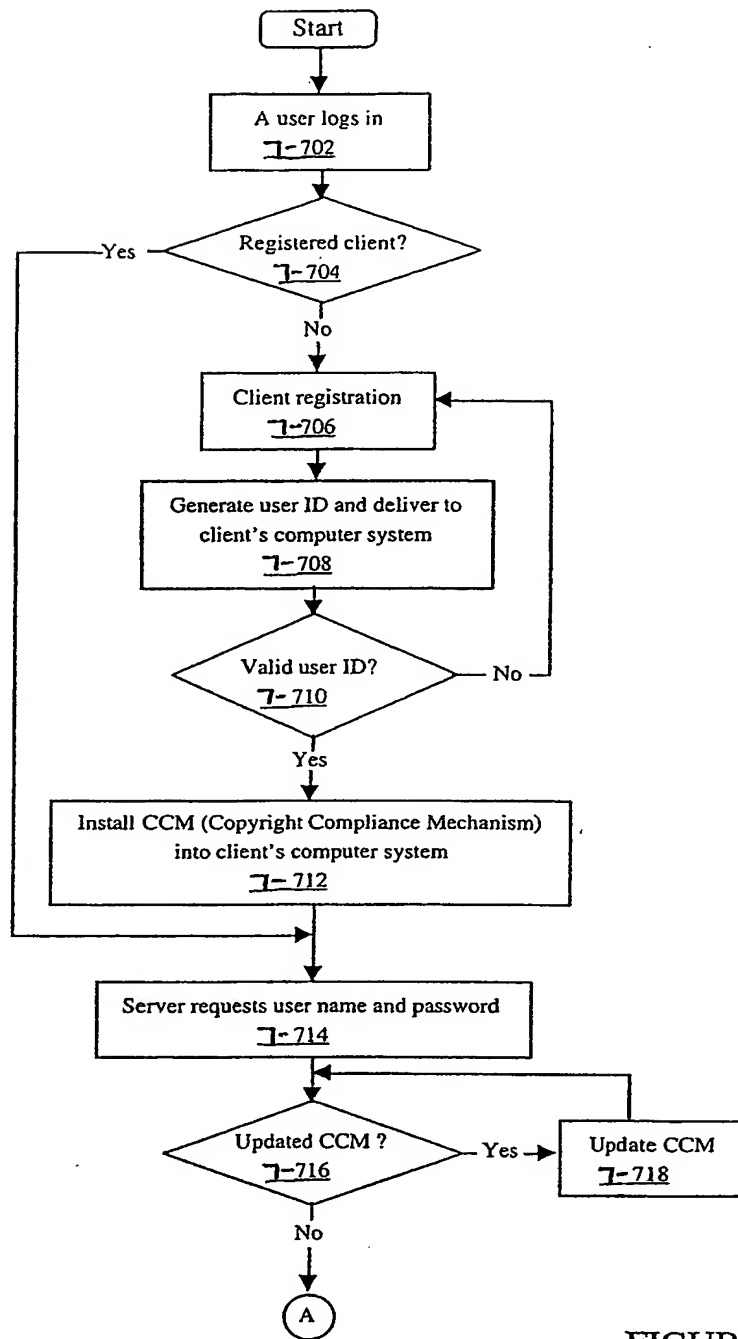 Start
A user logs in
7-702
Registered client?
7-704
Yes
No
Client registration
7-706
Generate user ID and deliver to
client's computer system
7-708
Valid user ID?
7-710
No
Yes
Install CCM (Copyright Compliance Mechanism)
into client's computer system
7-712
Server requests user name and password
7-714
Updated CCM ?
7-716
Yes
Update CCM
7-718
No
A